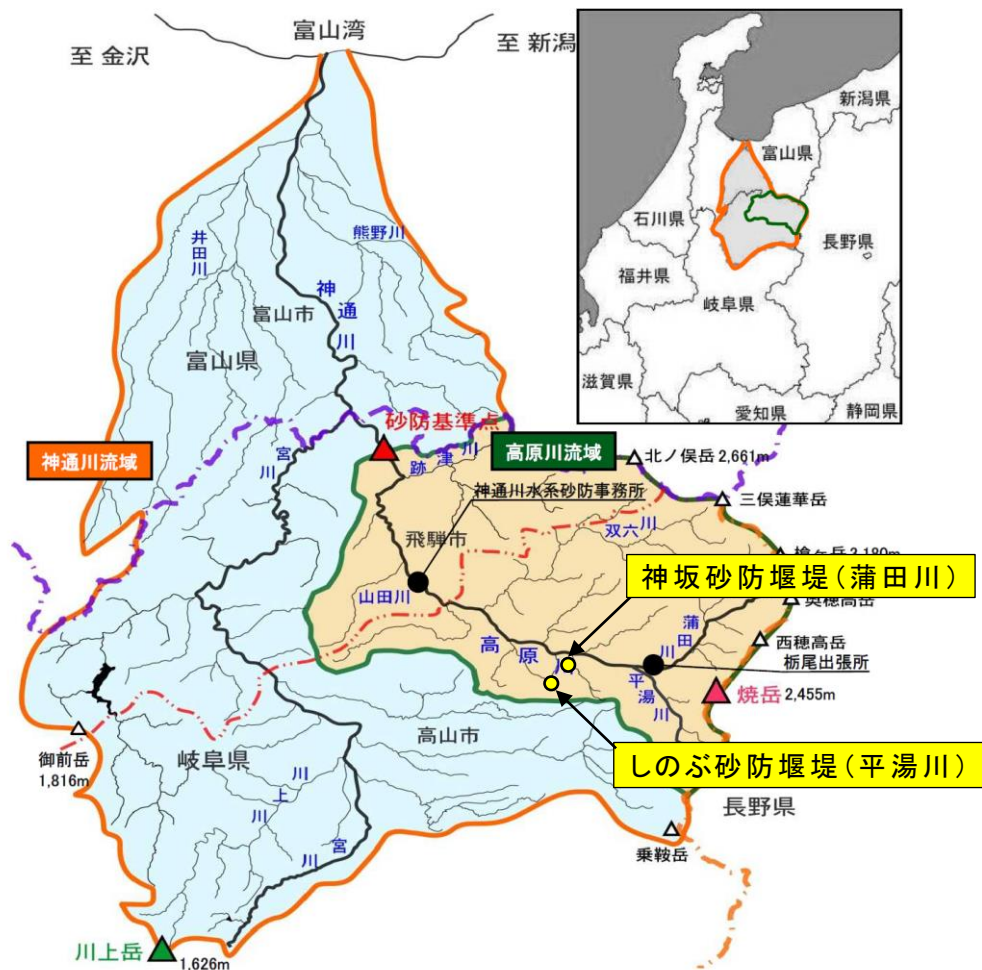 富山湾
至 金沢
至 新潟
新潟県
富山県
石川県
長野県
福井県
岐阜県
滋賀県
愛知県
静岡県
井田川
熊野川
神通川
富山市
富山県
砂防基準点
宮川
跡津川
神通川流域
高原川流域
北ノ俣岳 2,661m
神通川水系砂防事務所
三俣蓮華岳
双六川
飛騨市
神坂砂防堰堤(蒲田川)
山田川
奥穂高岳
蒲田川
西穂高岳
高原川
栃尾出張所
平湯川
焼岳 2,455m
高山市
御前岳
1,816m
岐阜県
しのぶ砂防堰堤(平湯川)
長野県
川上川
乗鞍岳
宮川
川上岳
1,626m